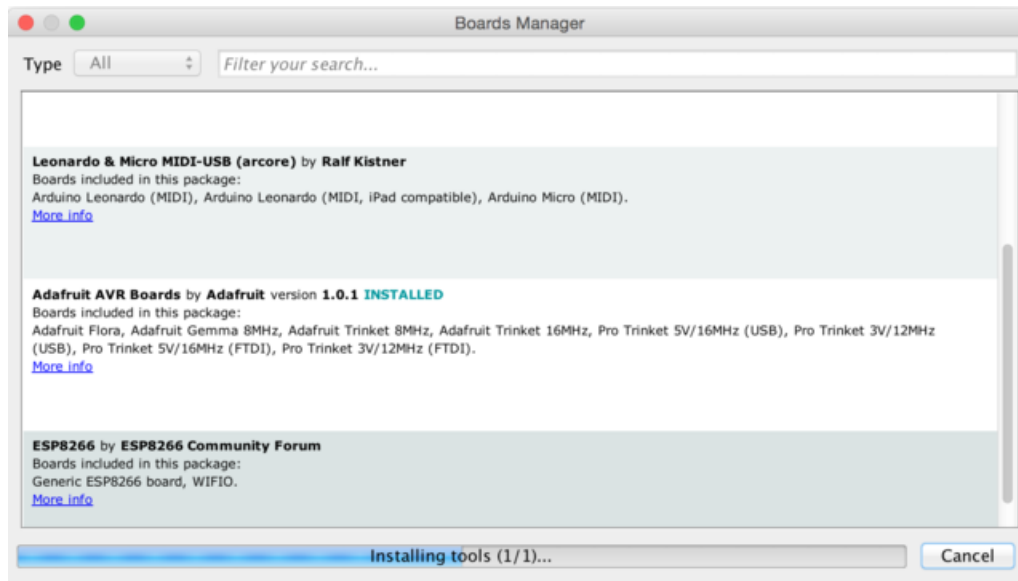 Boards Manager
Type All Filter your search...
Leonardo & Micro MIDI-USB (arcore) by Ralf Kistner
Boards included in this package:
Arduino Leonardo (MIDI), Arduino Leonardo (MIDI, iPad compatible), Arduino Micro (MIDI).
More info
Adafruit AVR Boards by Adafruit version 1.0.1 INSTALLED
Boards included in this package:
Adafruit Flora, Adafruit Gemma 8MHz, Adafruit Trinket 8MHz, Adafruit Trinket 16MHz, Pro Trinket 5V/16MHz (USB), Pro Trinket 3V/12MHz
(USB), Pro Trinket 5V/16MHz (FTDI), Pro Trinket 3V/12MHz (FTDI).
More info
ESP8266 by ESP8266 Community Forum
Boards included in this package:
Generic ESP8266 board, WIFIO.
More info
Installing tools (1/1)... Cancel